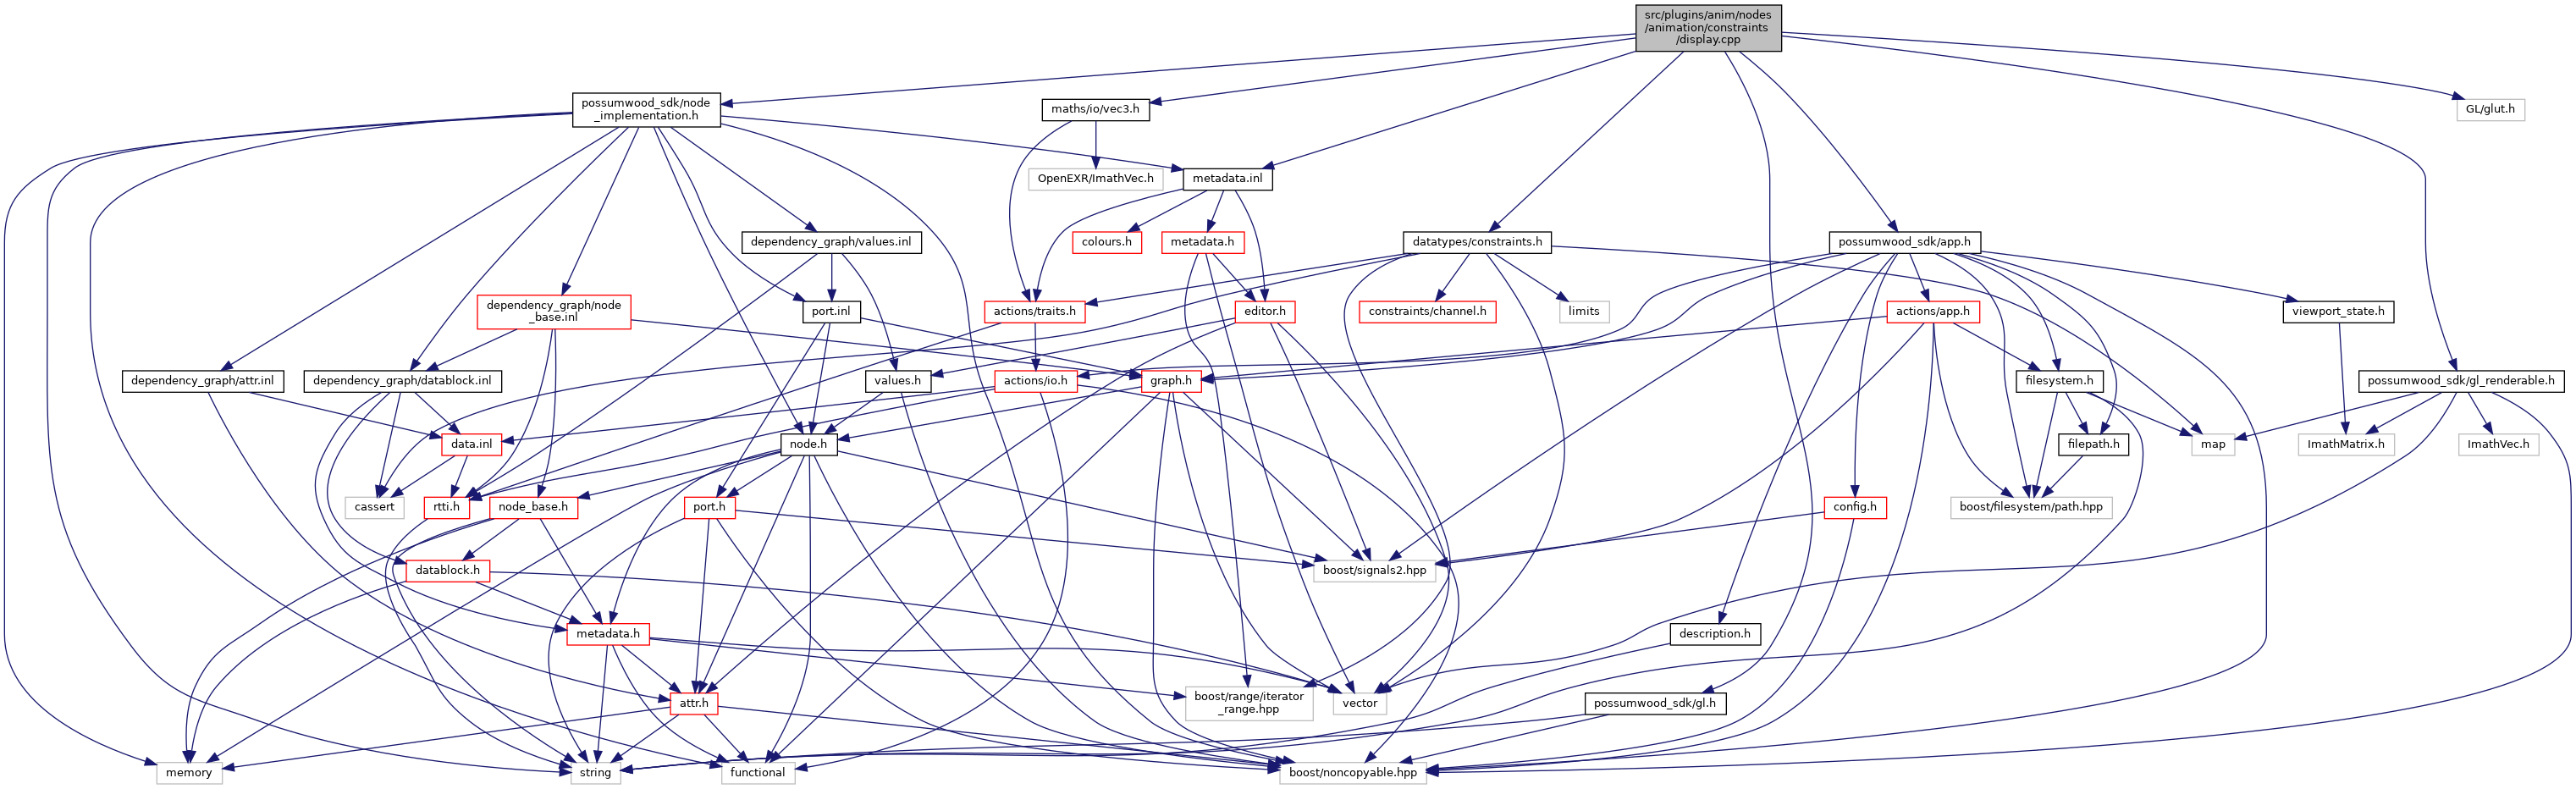 src/plugins/anim/nodes
/animation/constraints
/display.cpp
possumwood_sdk/node
_implementation.h
maths/io/vec3.h
GL/glut.h
OpenEXR/ImathVec.h
metadata.inl
dependency_graph/values.inl
colours.h
metadata.h
datatypes/constraints.h
possumwood_sdk/app.h
dependency_graph/node
_base.inl
port.inl
actions/traits.h
editor.h
constraints/channel.h
limits
actions/app.h
viewport_state.h
dependency_graph/attr.inl
dependency_graph/datablock.inl
values.h
actions/io.h
graph.h
filesystem.h
possumwood_sdk/gl_renderable.h
data.inl
node.h
filepath.h
map
ImathMatrix.h
ImathVec.h
cassert
rtti.h
node_base.h
port.h
config.h
boost/filesystem/path.hpp
datablock.h
boost/signals2.hpp
metadata.h
description.h
attr.h
boost/range/iterator
_range.hpp
vector
possumwood_sdk/gl.h
memory
string
functional
boost/noncopyable.hpp